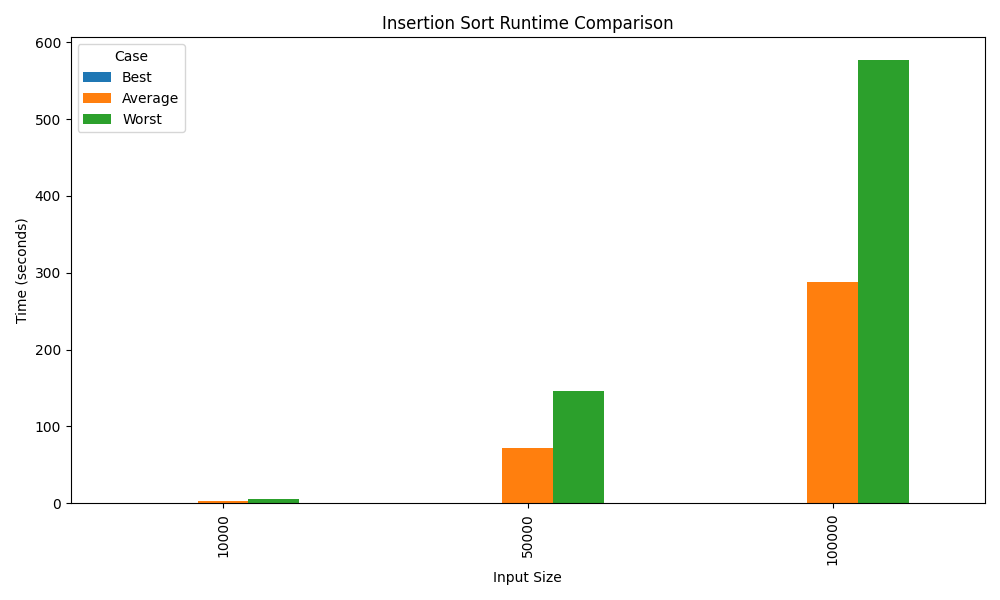 Insertion Sort Runtime Comparison
Case
Best
Average
Worst
600
500
400
300
200
100
0
Time (seconds)
10000
50000
100000
Input Size